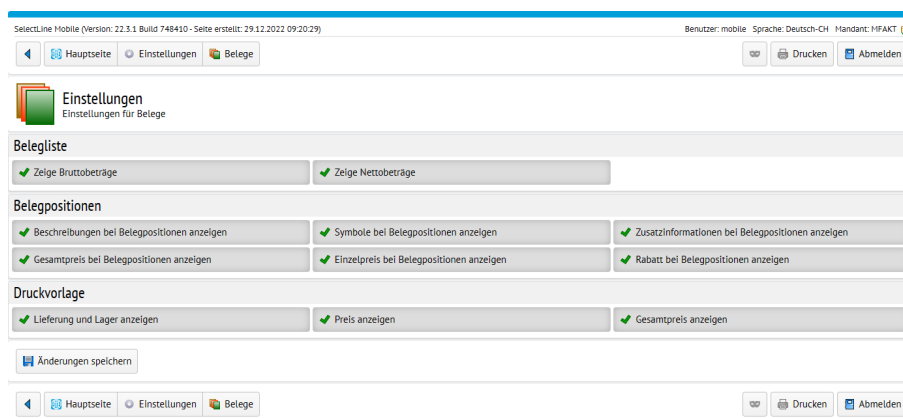 SelectLine Mobile (Version: 22.3.1 Build 748410 - Seite erstellt: 29.12.2022 09:20:29) Benutzer: mobile Sprache: Deutsch-CH Mandant: MFAKT
Hauptseite Einstellungen Belege Drucken Abmelden
Einstellungen
Einstellungen für Belege
Belegliste
Zeige Bruttobeträge Zeige Nettobeträge
Belegpositionen
Beschreibungen bei Belegpositionen anzeigen Symbole bei Belegpositionen anzeigen Zusatzinformationen bei Belegpositionen anzeigen
Gesamtpreis bei Belegpositionen anzeigen Einzelpreis bei Belegpositionen anzeigen Rabatt bei Belegpositionen anzeigen
Druckvorlage
Lieferung und Lager anzeigen Preis anzeigen Gesamtpreis anzeigen
Änderungen speichern
Hauptseite Einstellungen Belege Drucken Abmelden